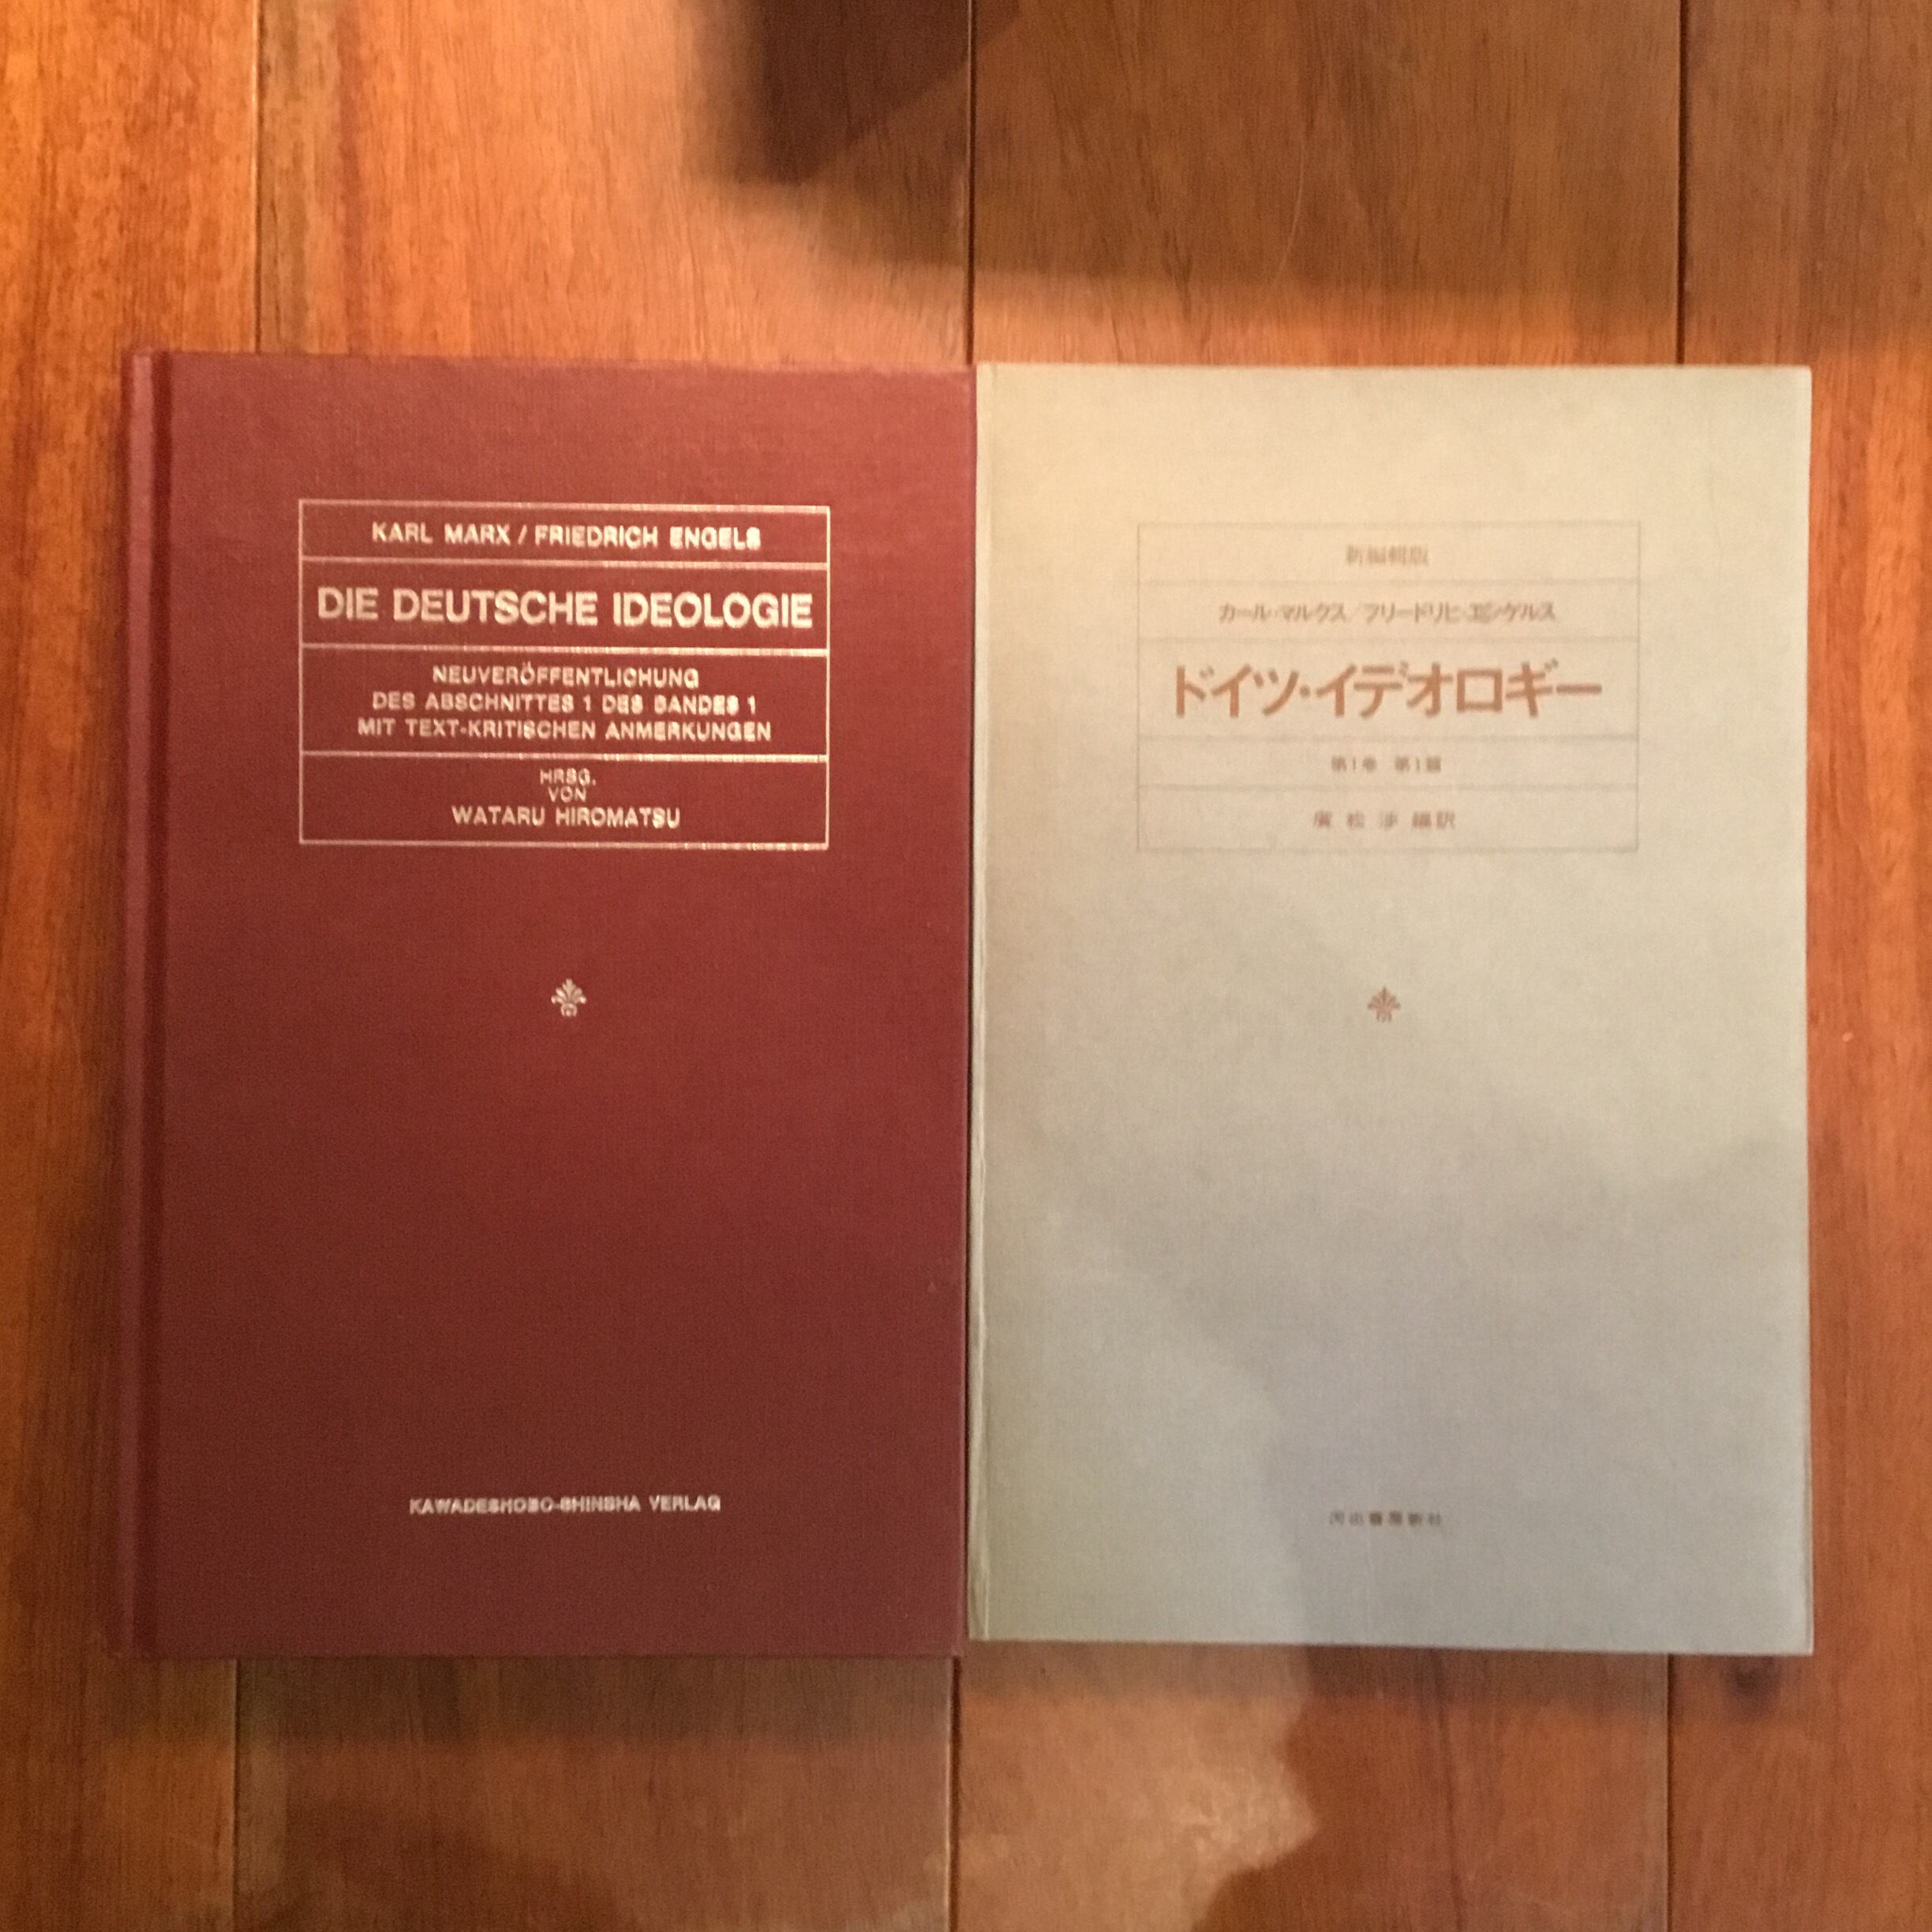 KARL MARX / FRIEDRICH ENGELS
DIE DEUTSCHE IDEOLOGIE
NEUVERÖFFENTLICHUNG
DES ABSCHNITTES 1 DES BANDES 1
MIT TEXT-KRITISCHEN ANMERKUNGEN
HRSG.
VON
WATARU HIROMATSU
KAWADESHOBO-SHINSHA VERLAG
新編輯版
カール・マルクス/フリードリヒ・エンゲルス
ドイツ・イデオロギー
第1巻 第1篇
廣松 渉 編訳
河出書房新社